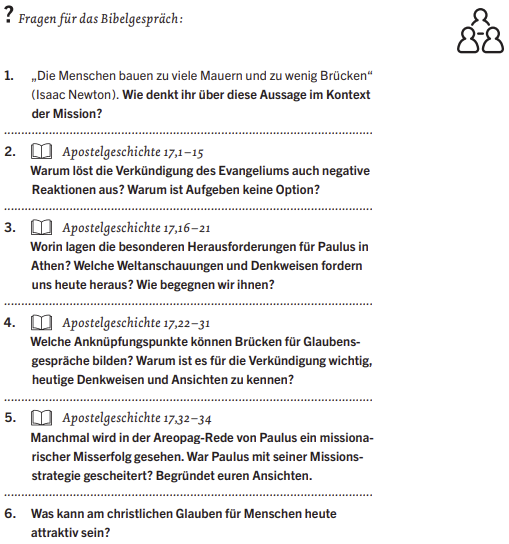 ? Fragen für das Bibelgespräch:
1. „Die Menschen bauen zu viele Mauern und zu wenig Brücken“
(Isaac Newton). Wie denkt ihr über diese Aussage im Kontext
der Mission?
2. Apostelgeschichte 17,1–15
Warum löst die Verkündigung des Evangeliums auch negative
Reaktionen aus? Warum ist Aufgeben keine Option?
3. Apostelgeschichte 17,16–21
Worin lagen die besonderen Herausforderungen für Paulus in
Athen? Welche Weltanschauungen und Denkweisen fordern
uns heute heraus? Wie begegnen wir ihnen?
4. Apostelgeschichte 17,22–31
Welche Anknüpfungspunkte können Brücken für Glaubens-
gespräche bilden? Warum ist es für die Verkündigung wichtig,
heutige Denkweisen und Ansichten zu kennen?
5. Apostelgeschichte 17,32–34
Manchmal wird in der Areopag-Rede von Paulus ein missiona-
rischer Misserfolg gesehen. War Paulus mit seiner Missions-
strategie gescheitert? Begründet euren Ansichten.
6. Was kann am christlichen Glauben für Menschen heute
attraktiv sein?